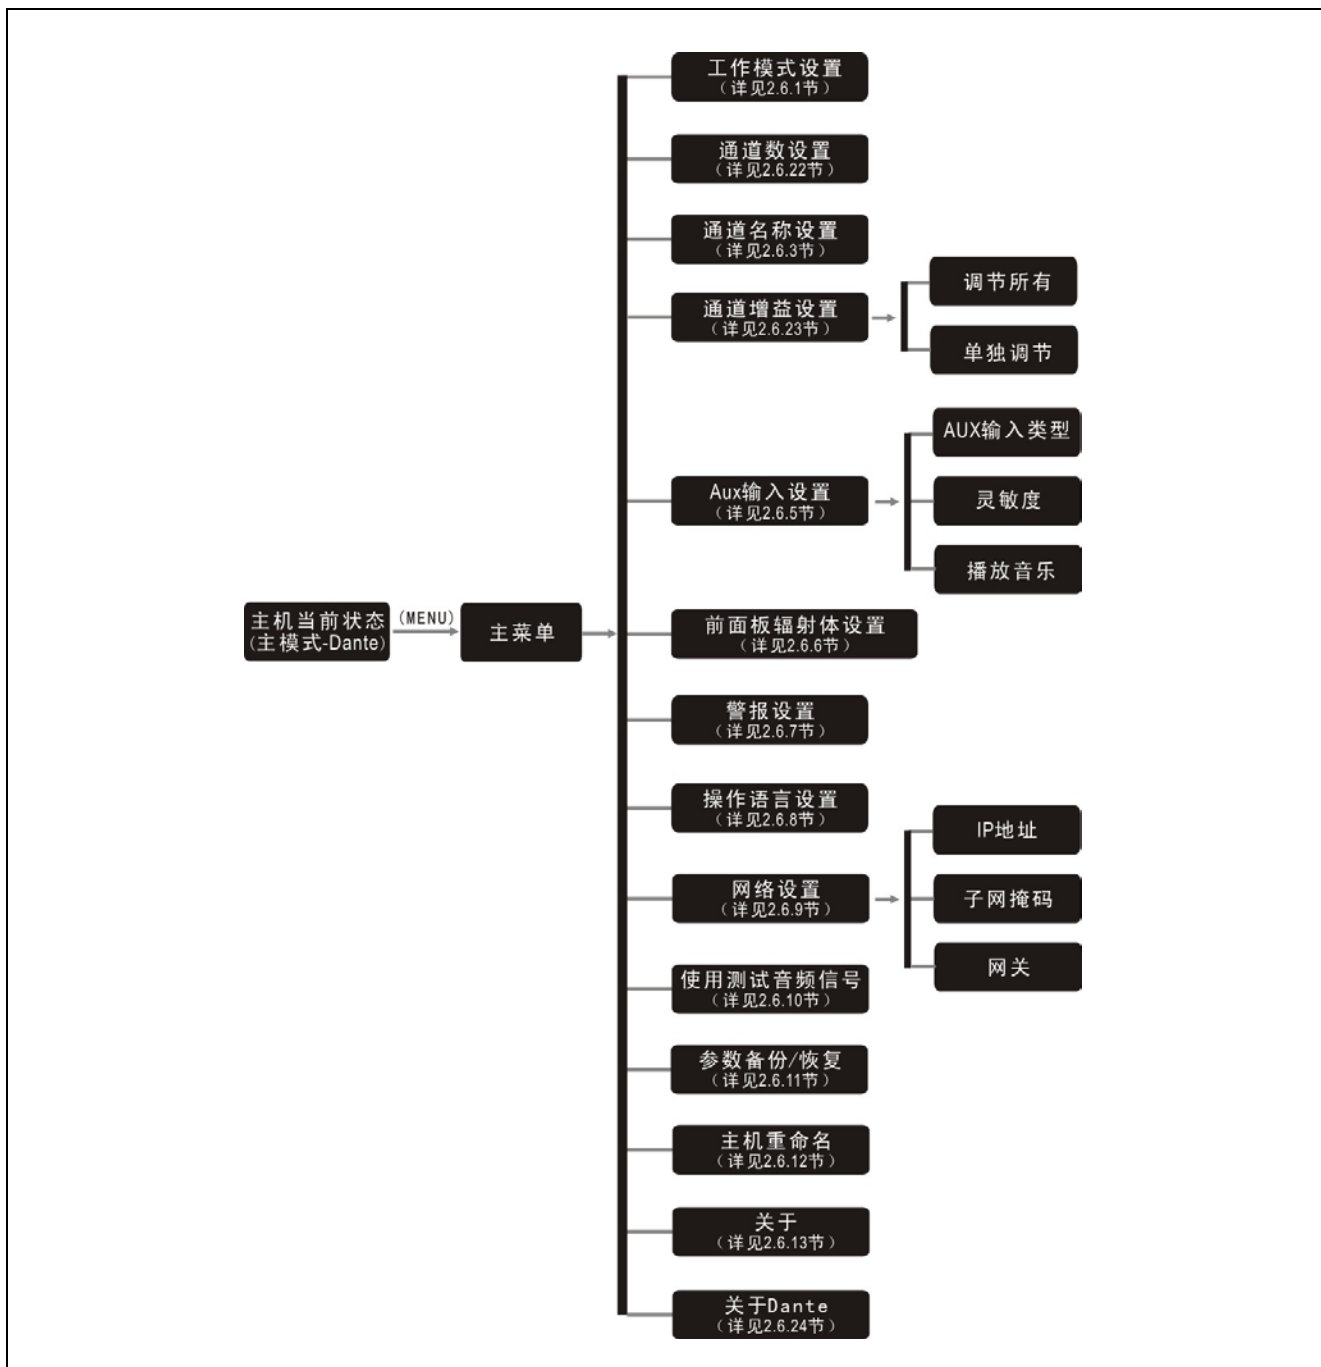 工作模式设置
（详见2.6.1节）
通道数设置
（详见2.6.22节）
通道名称设置
（详见2.6.3节）
通道增益设置
（详见2.6.23节）
调节所有
单独调节
Aux输入设置
（详见2.6.5节）
AUX输入类型
灵敏度
播放音乐
主机当前状态
(主模式-Dante)
(MENU)
主菜单
前面板辐射体设置
（详见2.6.6节）
警报设置
（详见2.6.7节）
操作语言设置
（详见2.6.8节）
网络设置
（详见2.6.9节）
IP地址
子网掩码
网关
使用测试音频信号
（详见2.6.10节）
参数备份/恢复
（详见2.6.11节）
主机重命名
（详见2.6.12节）
关于
（详见2.6.13节）
关于Dante
（详见2.6.24节）